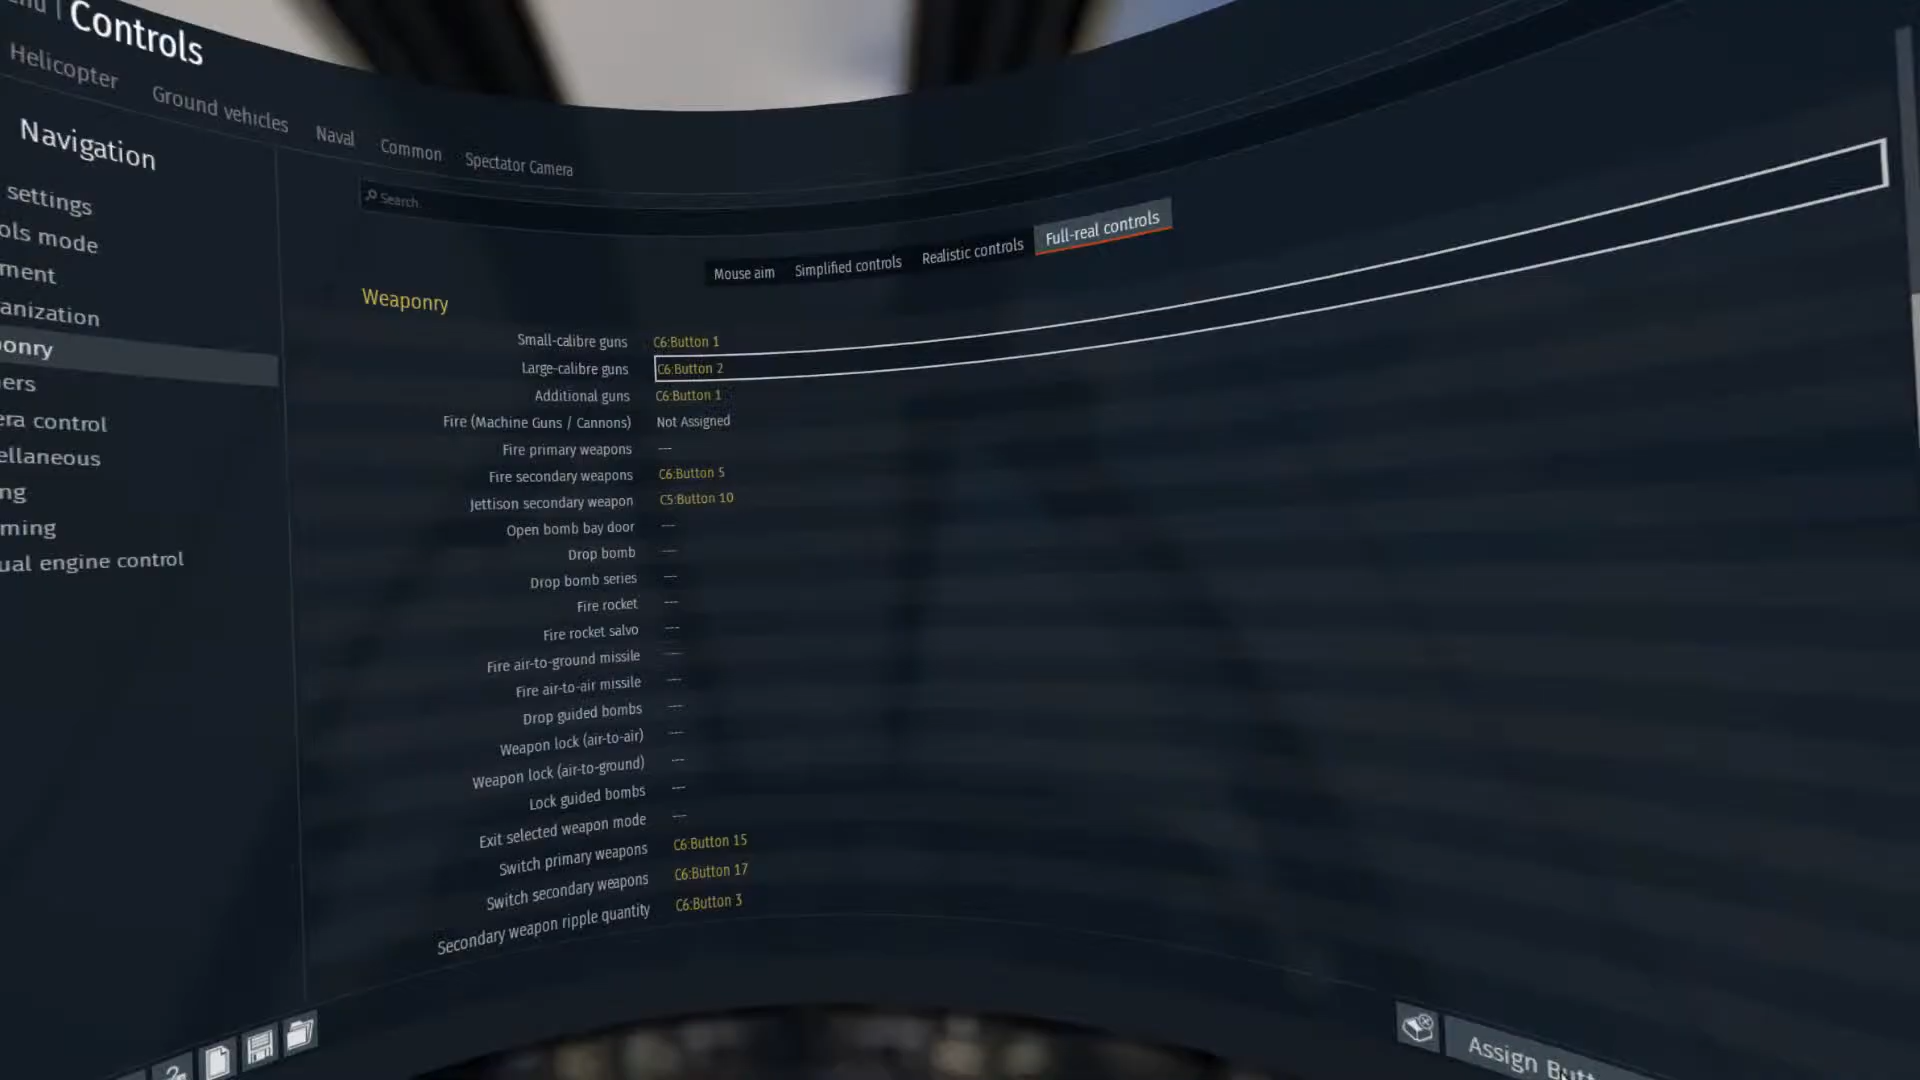 Controls
Helicopter Ground vehicles Naval Common Spectator Camera
Navigation
settings
ols mode
ment
anization
onry
ers
era control
ellaneous
ng
ming
ual engine control
Search
Mouse aim Simplified controls Realistic controls Full-real controls
Weaponry
Small-calibre guns C6:Button 1
Large-calibre guns C6:Button 2
Additional guns C6:Button 1
Fire (Machine Guns / Cannons) Not Assigned
Fire primary weapons ---
Fire secondary weapons C6:Button 5
Jettison secondary weapon C5:Button 10
Open bomb bay door ---
Drop bomb ---
Drop bomb series ---
Fire rocket ---
Fire rocket salvo ---
Fire air-to-ground missile ---
Fire air-to-air missile ---
Drop guided bombs ---
Weapon lock (air-to-air) ---
Weapon lock (air-to-ground) ---
Lock guided bombs ---
Exit selected weapon mode ---
Switch primary weapons C6:Button 15
Switch secondary weapons C6:Button 17
Secondary weapon ripple quantity C6:Button 3
Assign Butt